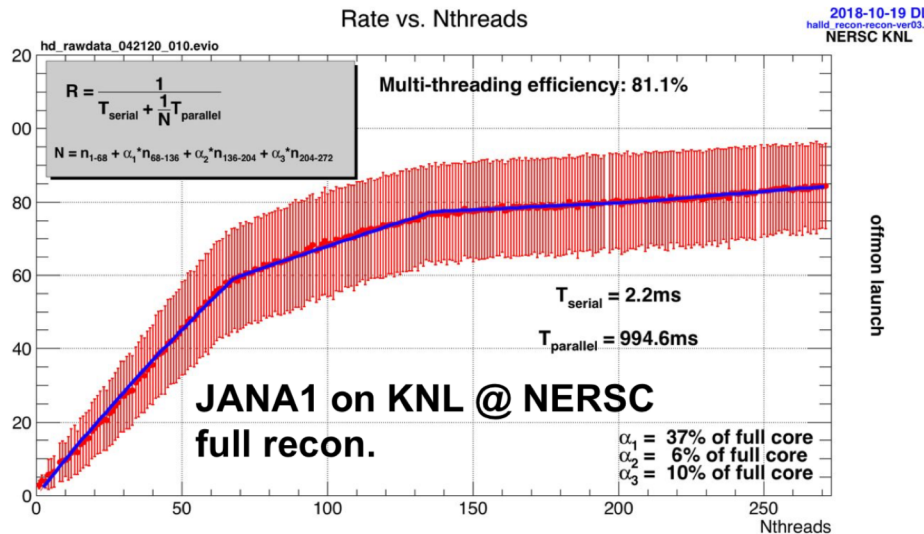 Rate vs. Nthreads
2018-10-19
halld_recon-recon-ver03.
NERSC KNL
hd_rawdata_042120_010.evio
Multi-threading efficiency: 81.1%
R = 1 / (T_serial + 1/N T_parallel)
N = n_1-68 + α_1*n_68-136 + α_2*n_136-204 + α_3*n_204-272
20
00
80
60
40
20
0
T_serial = 2.2ms
T_parallel = 994.6ms
JANA1 on KNL @ NERSC
full recon.
α_1 = 37% of full core
α_2 = 6% of full core
α_3 = 10% of full core
offmon launch
0 50 100 150 200 250
Nthreads